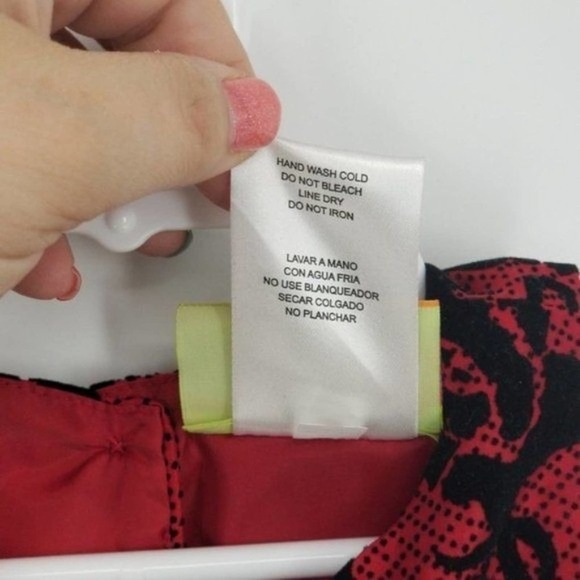 HAND WASH COLD
DO NOT BLEACH
LINE DRY
DO NOT IRON
LAVAR A MANO
CON AGUA FRIA
NO USE BLANQUEADOR
SECAR COLGADO
NO PLANCHAR